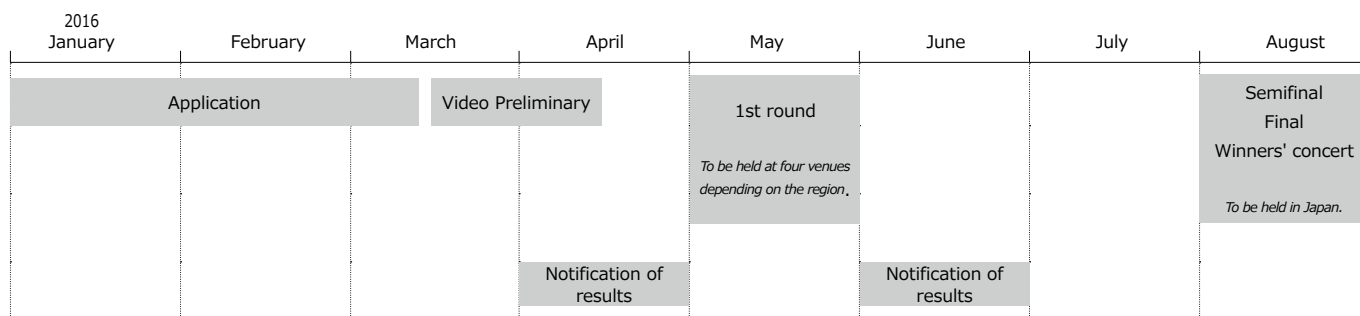 2016
January February March April May June July August
Application Video Preliminary
1st round
To be held at four venues
depending on the region.
Semifinal
Final
Winners' concert
To be held in Japan.
Notification of
results
Notification of
results